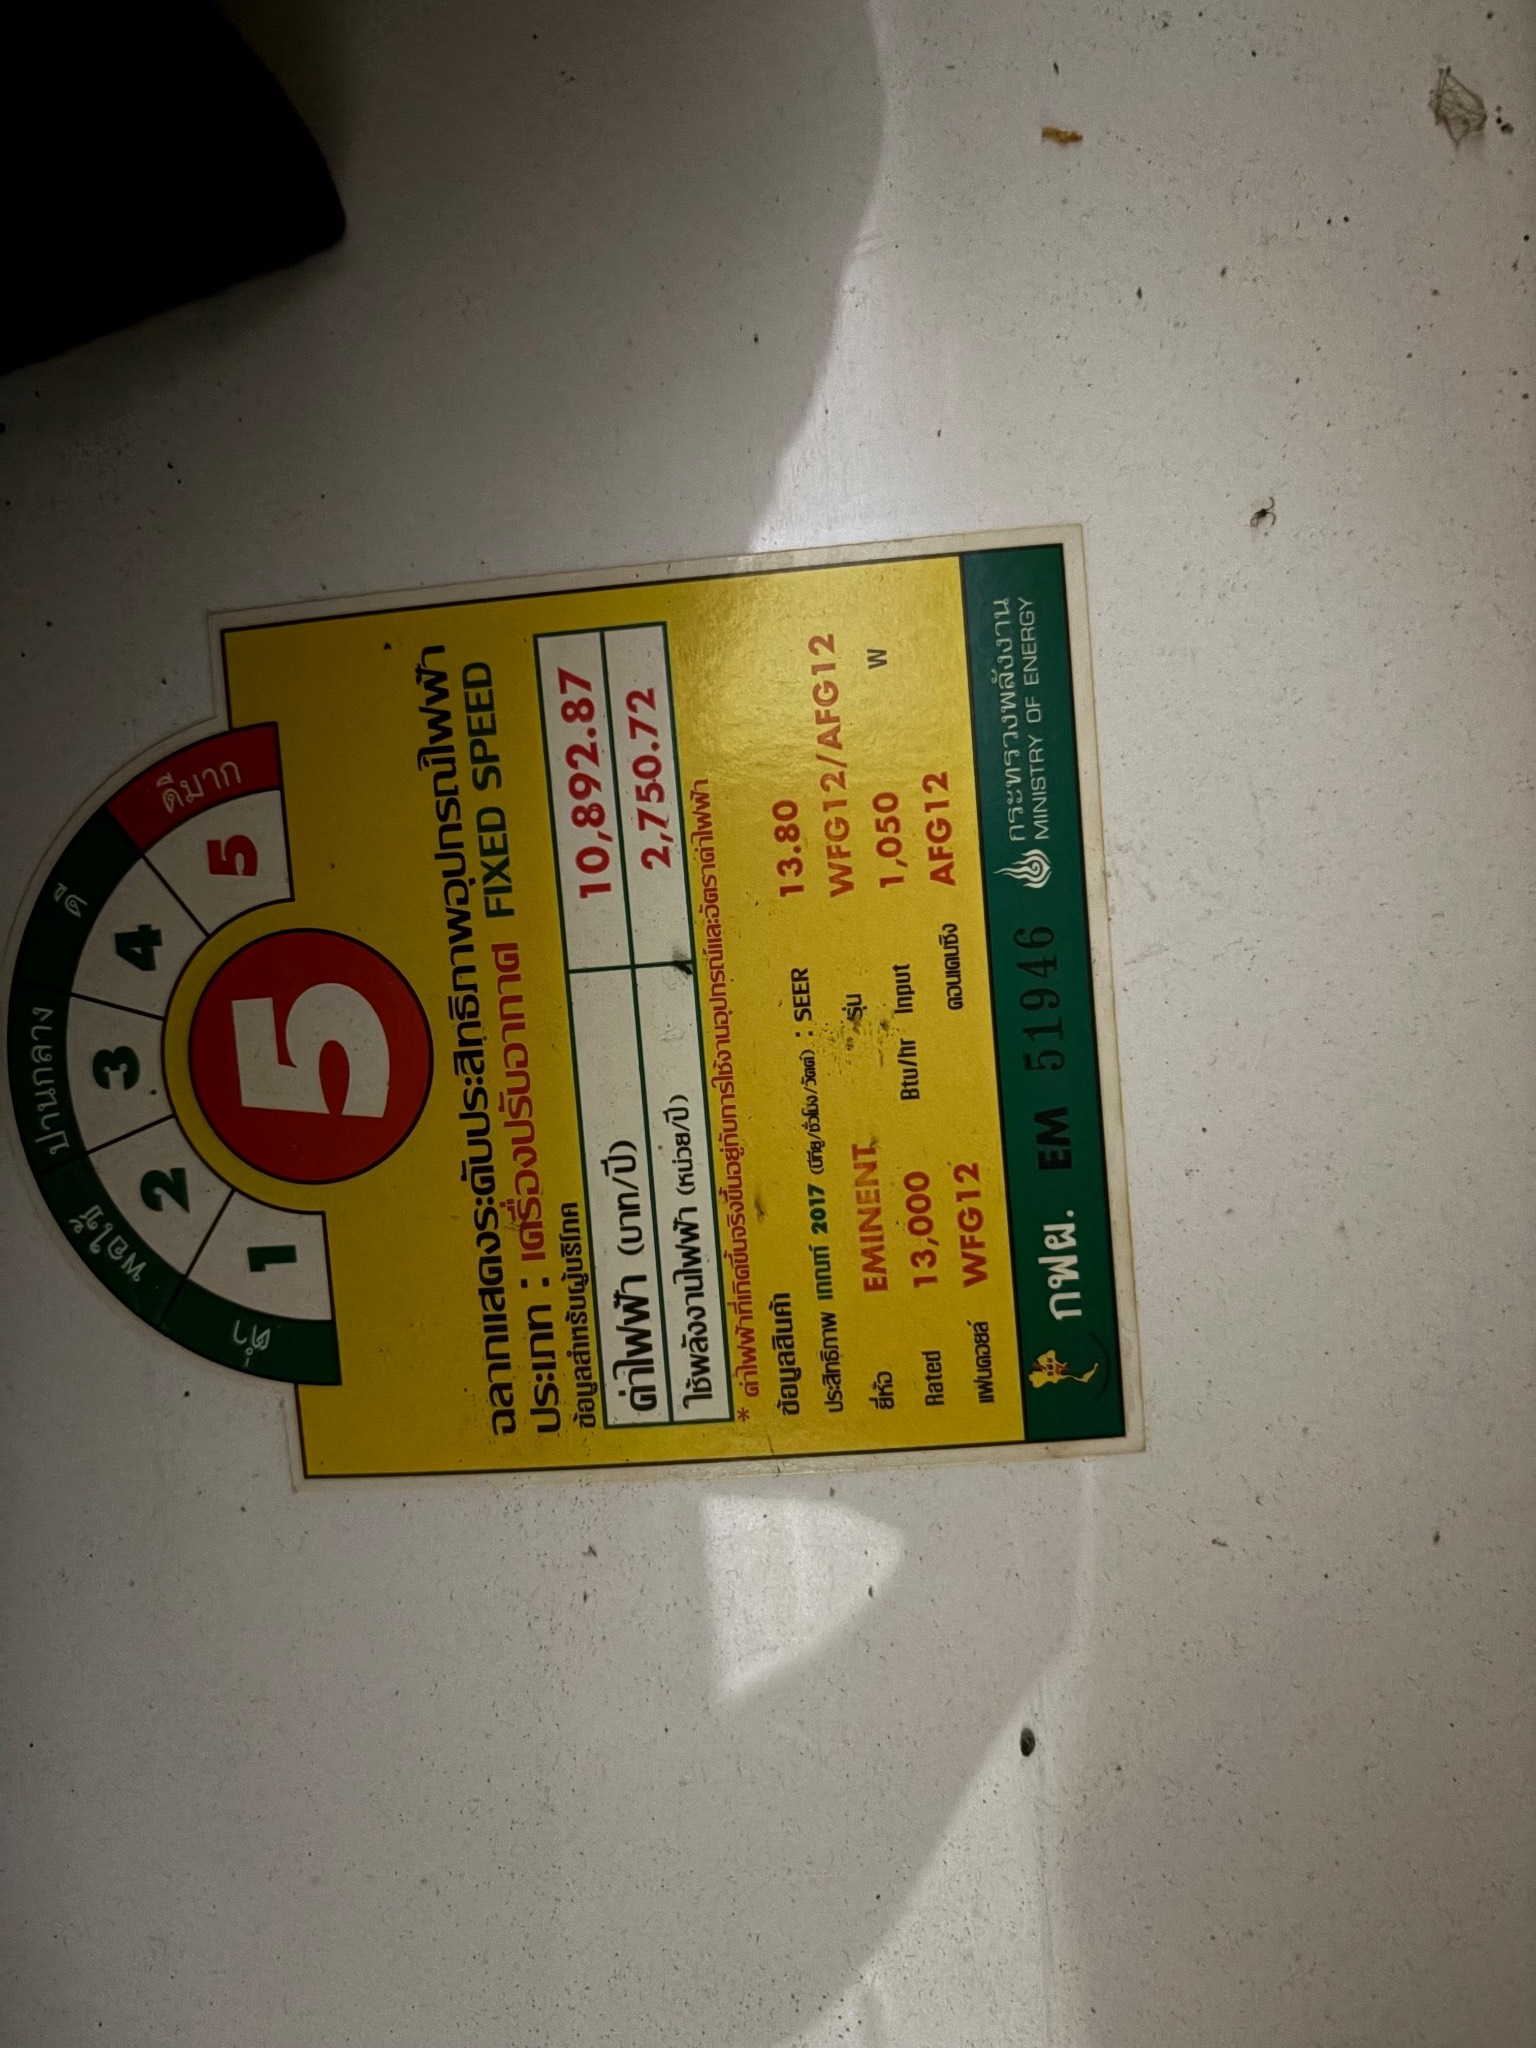 ต่ำ พอใช้ ปานกลาง ดี ดีมาก
1 2 3 4 5
5
ฉลากแสดงระดับประสิทธิภาพอุปกรณ์ไฟฟ้า
ประเภท : เครื่องปรับอากาศ FIXED SPEED
ข้อมูลสำหรับผู้บริโภค
ค่าไฟฟ้า (บาท/ปี) 10,892.87
ใช้พลังงานไฟฟ้า (หน่วย/ปี) 2,750.72
* ค่าไฟฟ้าที่เกิดขึ้นจริงขึ้นอยู่กับการใช้งานอุปกรณ์และอัตราค่าไฟฟ้า
ข้อมูลสินค้า
ประสิทธิภาพ เกณฑ์ 2017 (บีทียู/ชั่วโมง/วัตต์) : SEER 13.80
ยี่ห้อ EMINENT รุ่น WFG12/AFG12
Rated 13,000 Btu/hr Input 1,050 W
แฟนคอยล์ WFG12 คอนเดนซิ่ง AFG12
กฟผ. EM 51946 กระทรวงพลังงาน
MINISTRY OF ENERGY